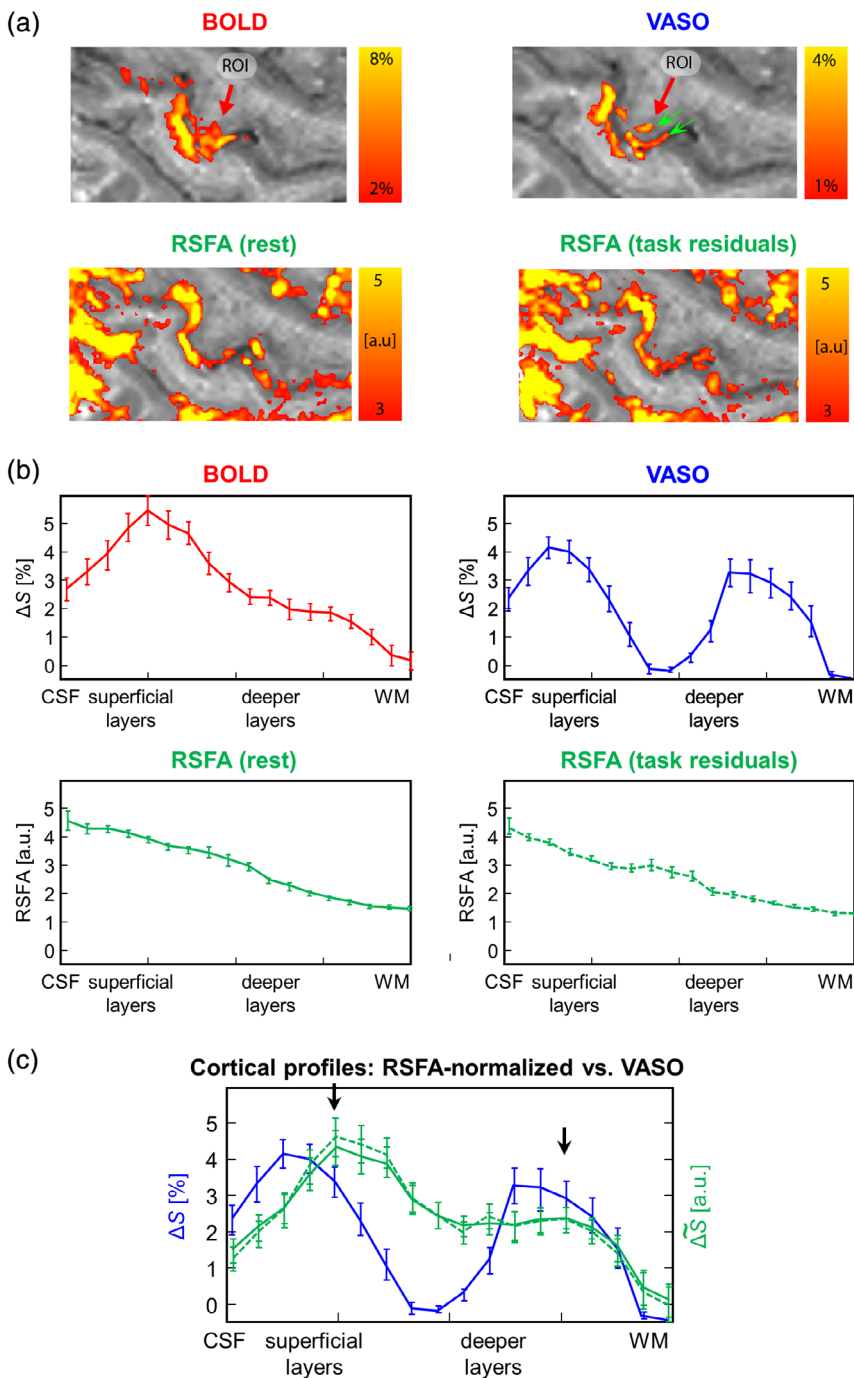 (a)
BOLD
VASO
ROI
8%
2%
ROI
4%
1%
RSFA (rest)
RSFA (task residuals)
5
[a.u]
3
5
[a.u]
3
(b)
BOLD
VASO
ΔS [%]
5
4
3
2
1
0
CSF superficial layers
deeper layers
WM
ΔS [%]
5
4
3
2
1
0
CSF superficial layers
deeper layers
WM
RSFA (rest)
RSFA (task residuals)
RSFA [a.u.]
5
4
3
2
1
0
CSF superficial layers
deeper layers
WM
RSFA [a.u.]
5
4
3
2
1
0
CSF superficial layers
deeper layers
WM
(c)
Cortical profiles: RSFA-normalized vs. VASO
ΔS [%]
5
4
3
2
1
0
ΔS̃ [a.u.]
CSF superficial layers
deeper layers
WM